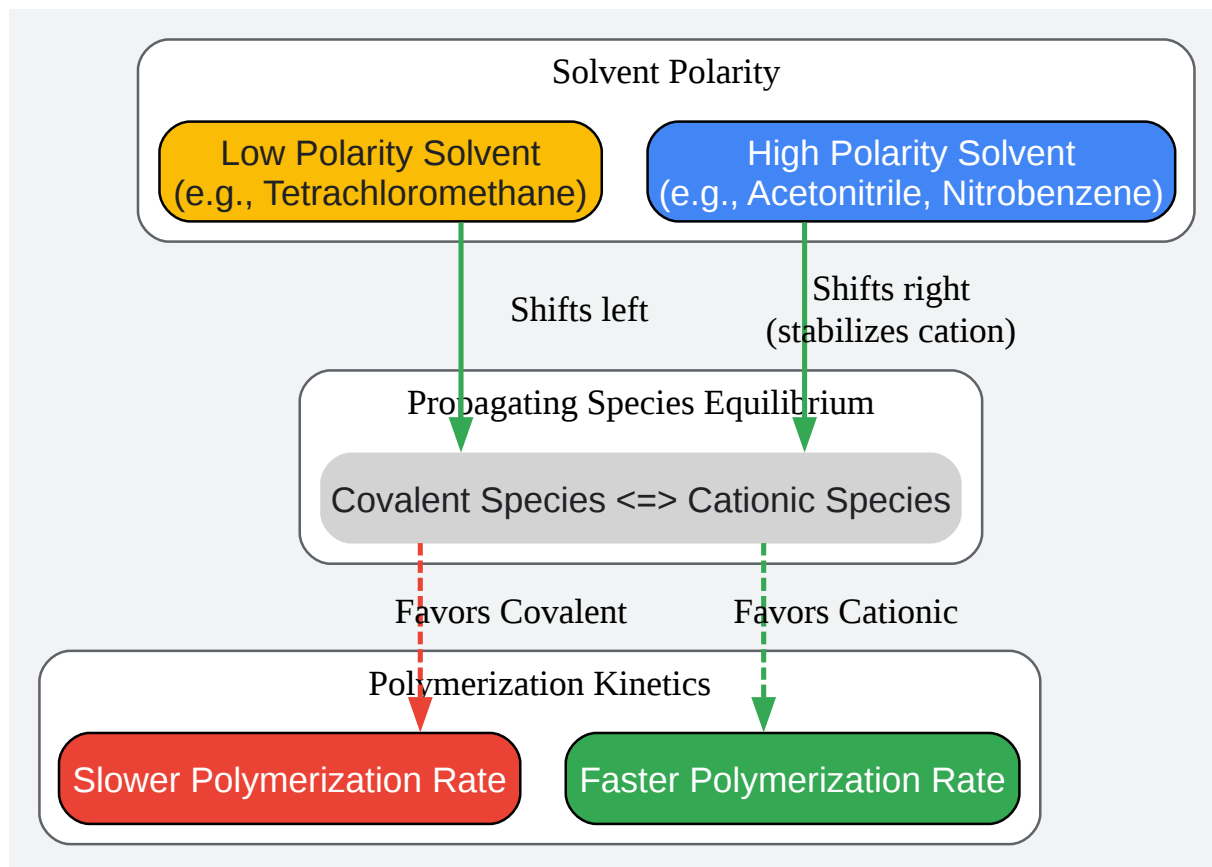 Solvent Polarity
Low Polarity Solvent
(e.g., Tetrachloromethane)
High Polarity Solvent
(e.g., Acetonitrile, Nitrobenzene)
Shifts left
Shifts right
(stabilizes cation)
Propagating Species Equilibrium
Covalent Species <=> Cationic Species
Favors Covalent
Favors Cationic
Polymerization Kinetics
Slower Polymerization Rate
Faster Polymerization Rate